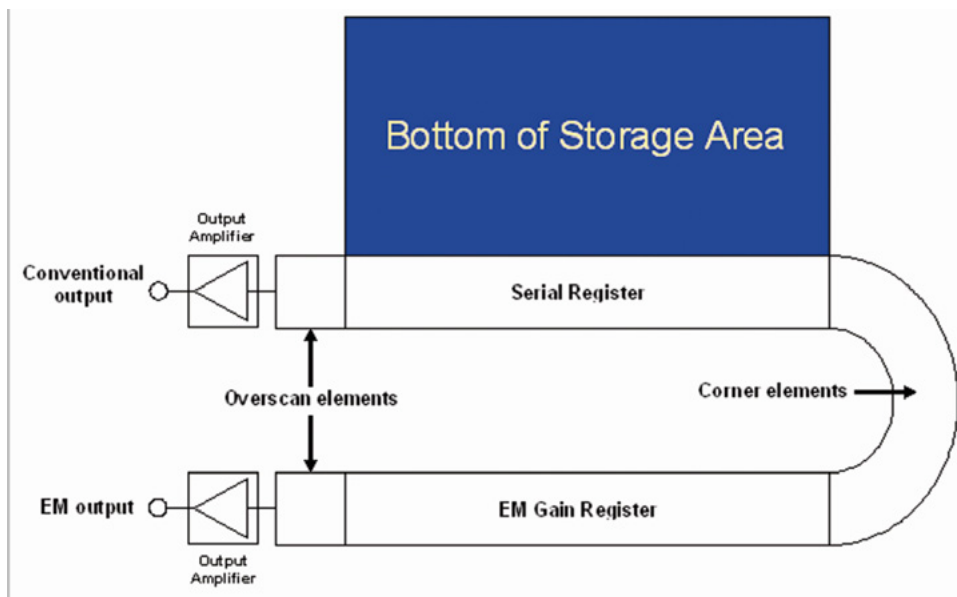 Bottom of Storage Area
Output
Amplifier
Conventional
output
Serial Register
Overscan elements
Corner elements
EM output
EM Gain Register
Output
Amplifier